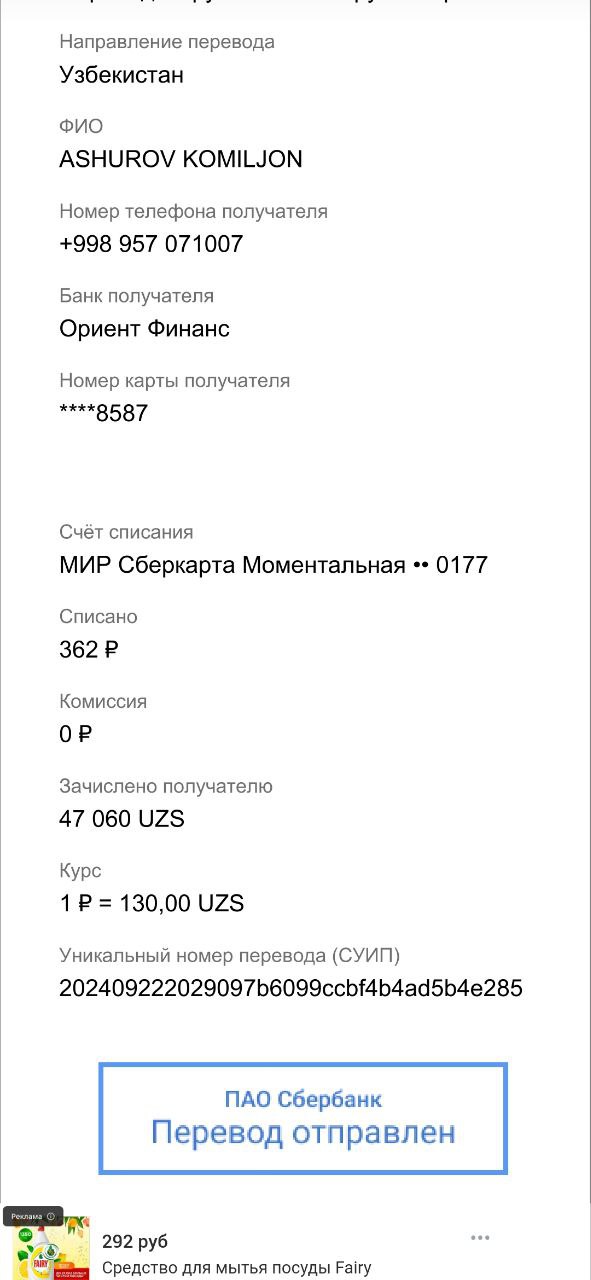 Направление перевода
Узбекистан
ФИО
ASHUROV KOMILJON
Номер телефона получателя
+998 957 071007
Банк получателя
Ориент Финанс
Номер карты получателя
****8587
Счёт списания
МИР Сберкарта Моментальная •• 0177
Списано
362 ₽
Комиссия
0 ₽
Зачислено получателю
47 060 UZS
Курс
1 ₽ = 130,00 UZS
Уникальный номер перевода (СУИП)
202409222029097b6099ccbf4b4ad5b4e285
ПАО Сбербанк
Перевод отправлен
Реклама
FAIRY
292 руб
Средство для мытья посуды Fairy